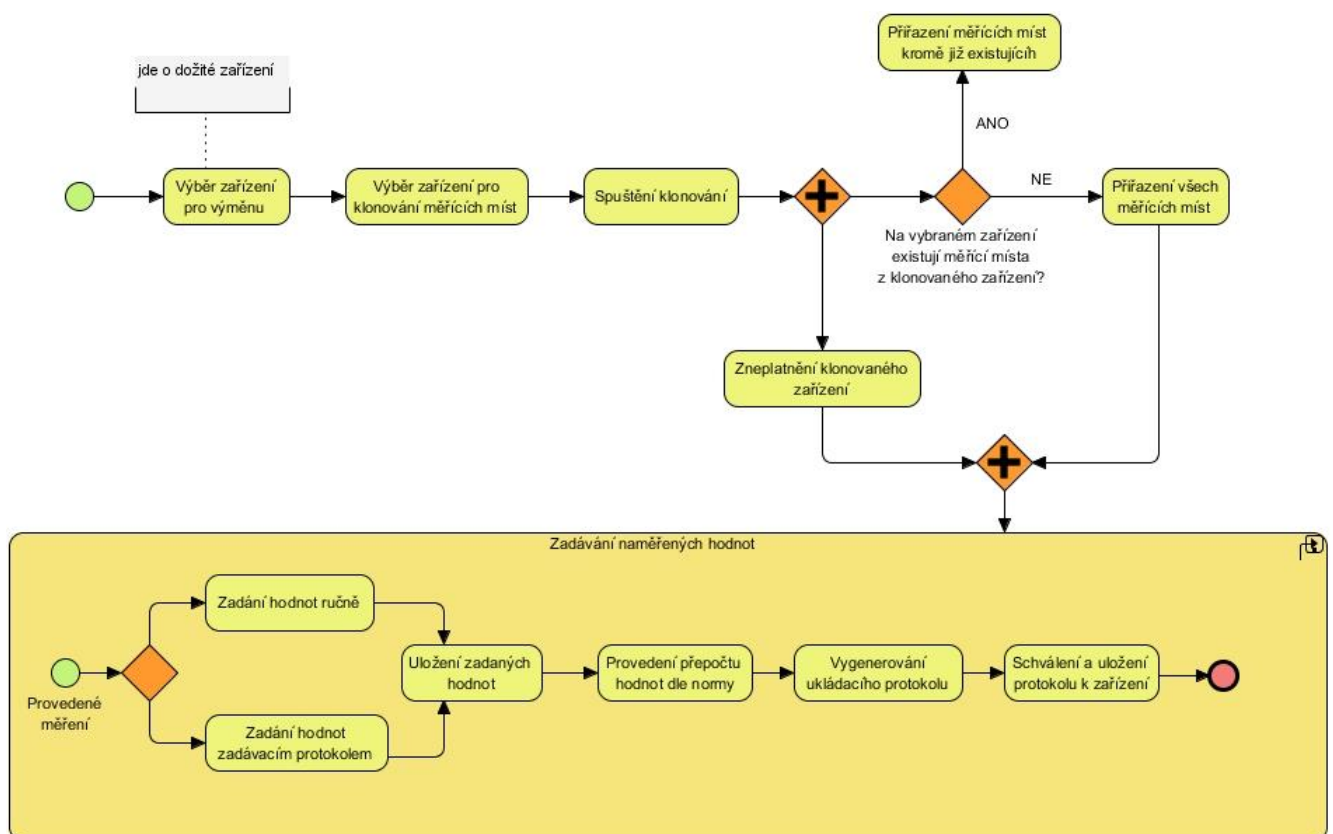 Přiřazení měřících míst
kromě již existujícíh
jde o dožité zařízení
ANO
Výběr zařízení
pro výměnu
Výběr zařízení pro
klonování měřících míst
Spuštění klonování
NE
Přiřazení všech
měřících míst
Na vybraném zařízení
existují měřící místa
z klonovaného zařízení?
Zneplatnění klonovaného
zařízení
Zadávání naměřených hodnot
Zadání hodnot ručně
Provedené
měření
Uložení zadaných
hodnot
Provedení přepočtu
hodnot dle normy
Vygenerování
ukládacího protokolu
Schválení a uložení
protokolu k zařízení
Zadání hodnot
zadávacím protokolem